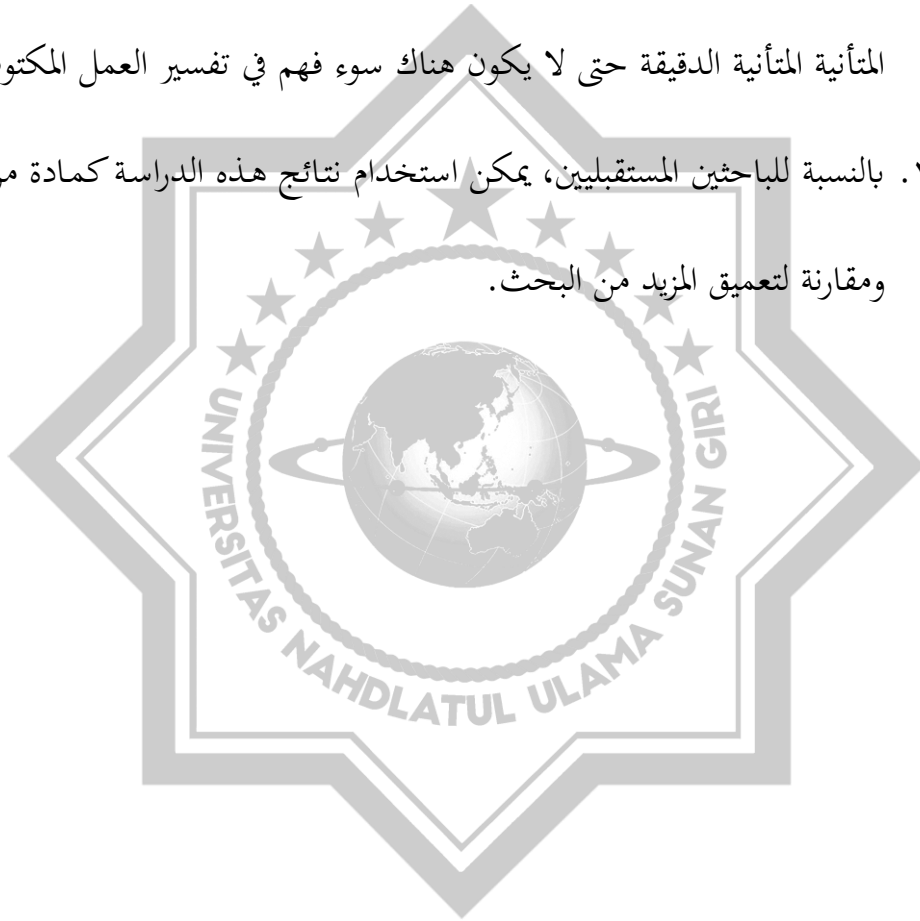 المتأنية المتأنية الدقيقة حتى لا يكون هناك سوء فهم في تفسير العمل
. بالنسبة للباحثين المستقبليين، يمكن استخدام نتائج هذه الدراسة كمادة
ومقارنة لتعميق المزيد من البحث.
UNIVERSITAS NAHDLATUL ULAMA SUNAN GIRI